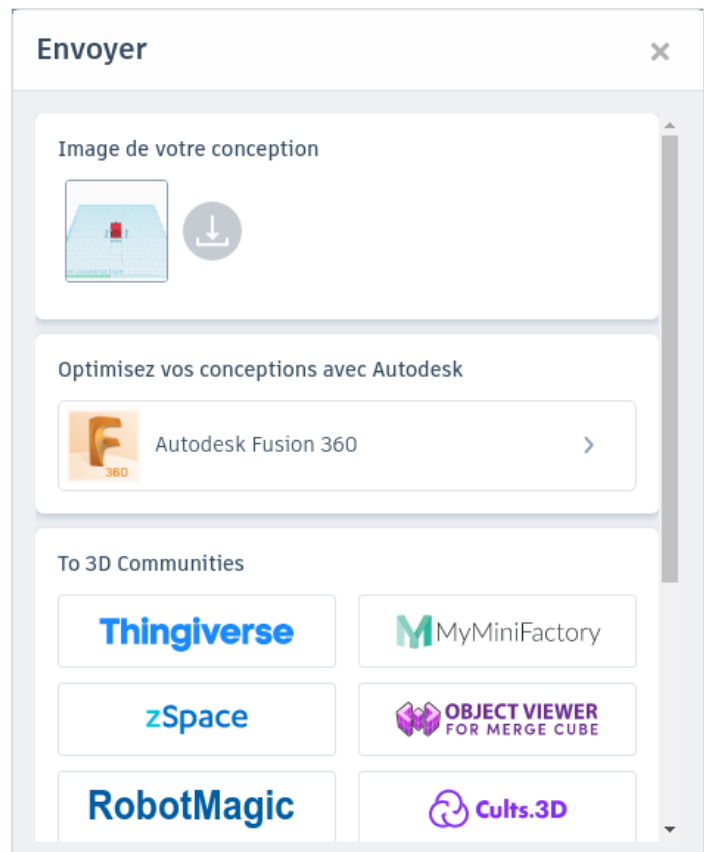 Envoyer
Image de votre conception
Optimisez vos conceptions avec Autodesk
360
Autodesk Fusion 360
To 3D Communities
Thingiverse
MyMiniFactory
zSpace
OBJECT VIEWER
FOR MERGE CUBE
RobotMagic
Cults.3D